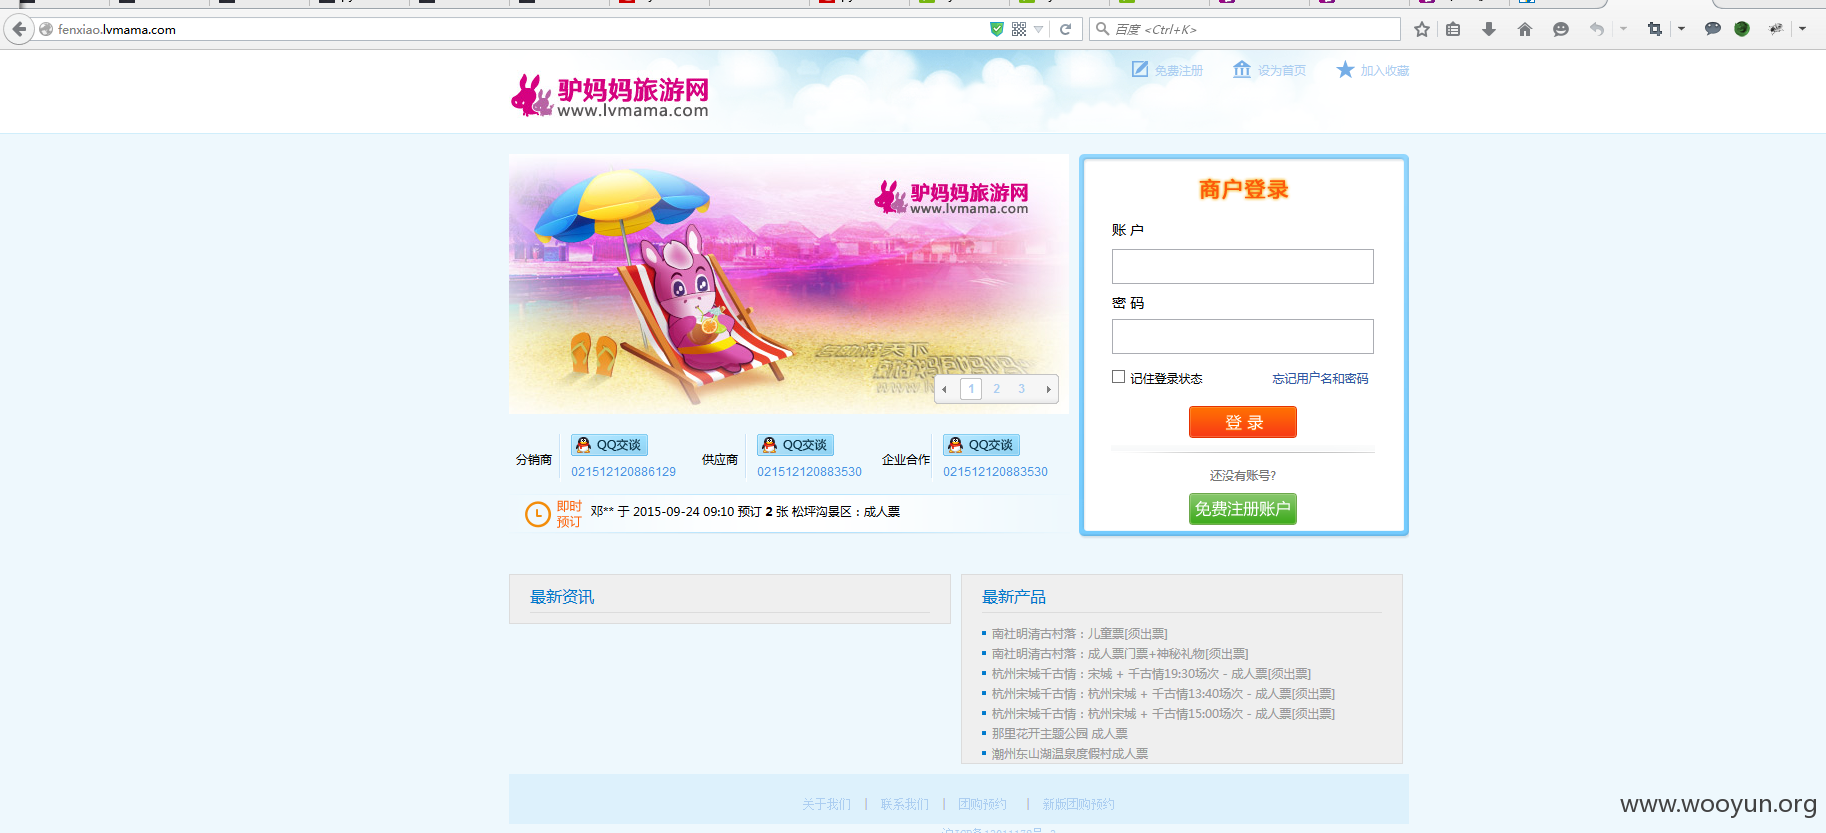 fenxiao.lvmama.com
百度 <Ctrl+K>
免费注册 设为首页 加入收藏
驴妈妈旅游网
www.lvmama.com
驴妈妈旅游网
www.lvmama.com
1 2 3
商户登录
账 户
密 码
记住登录状态 忘记用户名和密码
登 录
还没有账号?
免费注册账户
分销商 QQ交谈 021512120886129
供应商 QQ交谈 021512120883530
企业合作 QQ交谈 021512120883530
即时预订 邓** 于 2015-09-24 09:10 预订 2 张 松坪沟景区：成人票
最新资讯
最新产品
南社明清古村落：儿童票[须出票]
南社明清古村落：成人票门票+神秘礼物[须出票]
杭州宋城千古情：宋城 + 千古情19:30场次 - 成人票[须出票]
杭州宋城千古情：杭州宋城 + 千古情13:40场次 - 成人票[须出票]
杭州宋城千古情：杭州宋城 + 千古情15:00场次 - 成人票[须出票]
那里花开主题公园 成人票
潮州东山湖温泉度假村成人票
关于我们 | 联系我们 | 团购预约 | 新版团购预约
www.wooyun.org